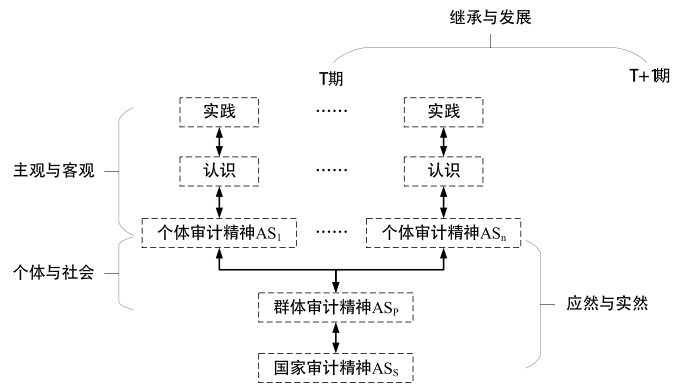 继承与发展
T期
T+1期
实践 …… 实践
主观与客观
认识 …… 认识
个体审计精神AS₁ …… 个体审计精神ASₙ
个体与社会
群体审计精神ASP
应然与实然
国家审计精神ASS